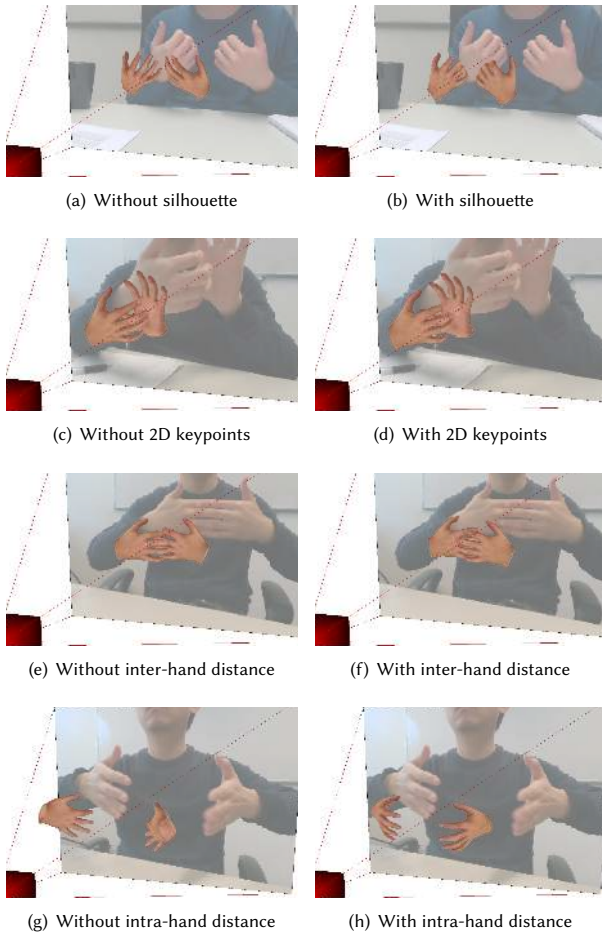 (a) Without silhouette
(b) With silhouette
(c) Without 2D keypoints
(d) With 2D keypoints
(e) Without inter-hand distance
(f) With inter-hand distance
(g) Without intra-hand distance
(h) With intra-hand distance